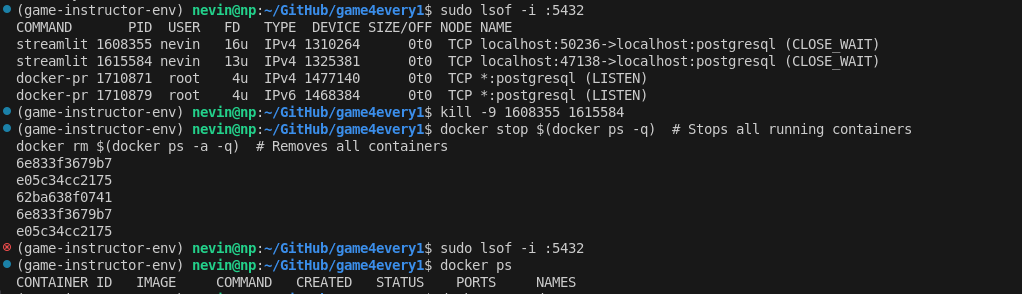 (game-instructor-env) nevin@np:~/GitHub/game4every1$ sudo lsof -i :5432
COMMAND       PID  USER   FD   TYPE  DEVICE SIZE/OFF NODE NAME
streamlit 1608355 nevin   16u  IPv4 1310264      0t0  TCP localhost:50236->localhost:postgresql (CLOSE_WAIT)
streamlit 1615584 nevin   13u  IPv4 1325381      0t0  TCP localhost:47138->localhost:postgresql (CLOSE_WAIT)
docker-pr 1710871  root    4u  IPv4 1477140      0t0  TCP *:postgresql (LISTEN)
docker-pr 1710879  root    4u  IPv6 1468384      0t0  TCP *:postgresql (LISTEN)
(game-instructor-env) nevin@np:~/GitHub/game4every1$ kill -9 1608355 1615584
(game-instructor-env) nevin@np:~/GitHub/game4every1$ docker stop $(docker ps -q)  # Stops all running containers
docker rm $(docker ps -a -q)  # Removes all containers
6e833f3679b7
e05c34cc2175
62ba638f0741
6e833f3679b7
e05c34cc2175
(game-instructor-env) nevin@np:~/GitHub/game4every1$ sudo lsof -i :5432
(game-instructor-env) nevin@np:~/GitHub/game4every1$ docker ps
CONTAINER ID   IMAGE     COMMAND   CREATED   STATUS    PORTS     NAMES